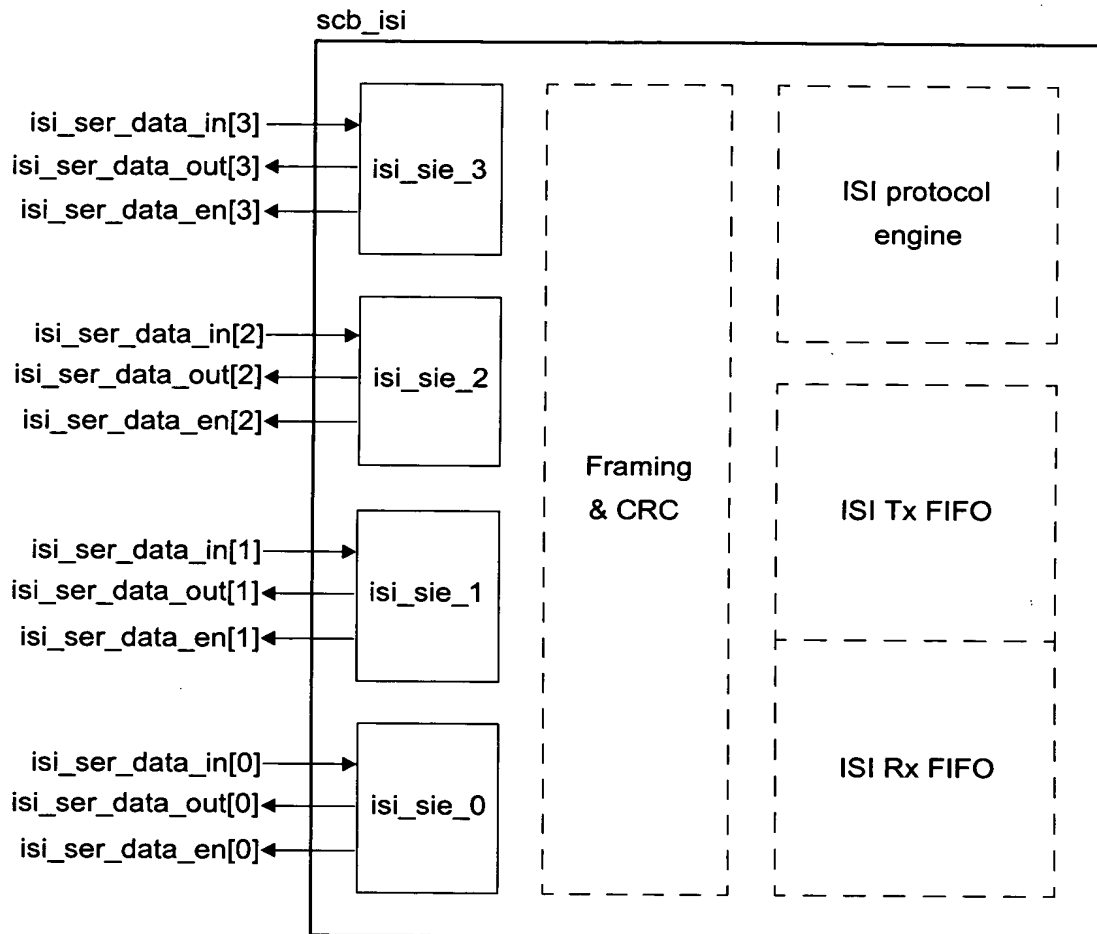 scb_isi
isi_ser_data_in[3]
isi_ser_data_out[3]
isi_ser_data_en[3]
isi_sie_3
isi_ser_data_in[2]
isi_ser_data_out[2]
isi_ser_data_en[2]
isi_sie_2
isi_ser_data_in[1]
isi_ser_data_out[1]
isi_ser_data_en[1]
isi_sie_1
isi_ser_data_in[0]
isi_ser_data_out[0]
isi_ser_data_en[0]
isi_sie_0
Framing
& CRC
ISI protocol
engine
ISI Tx FIFO
ISI Rx FIFO